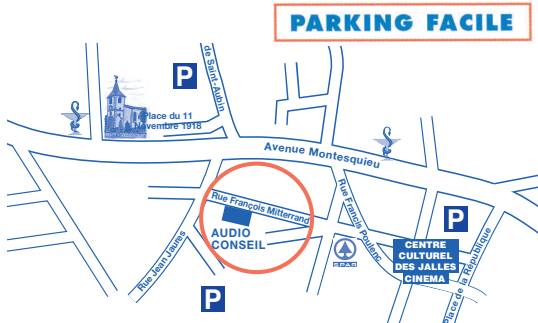 PARKING FACILE
P
de Saint-Aubin
Place du 11
Novembre 1918
Avenue Montesquieu
Rue François Mitterrand
Rue Francis Poulenc
AUDIO
CONSEIL
Rue Jean Jaures
P
SPAR
CENTRE
CULTUREL
DES JALLES
CINEMA
Place de la République
P